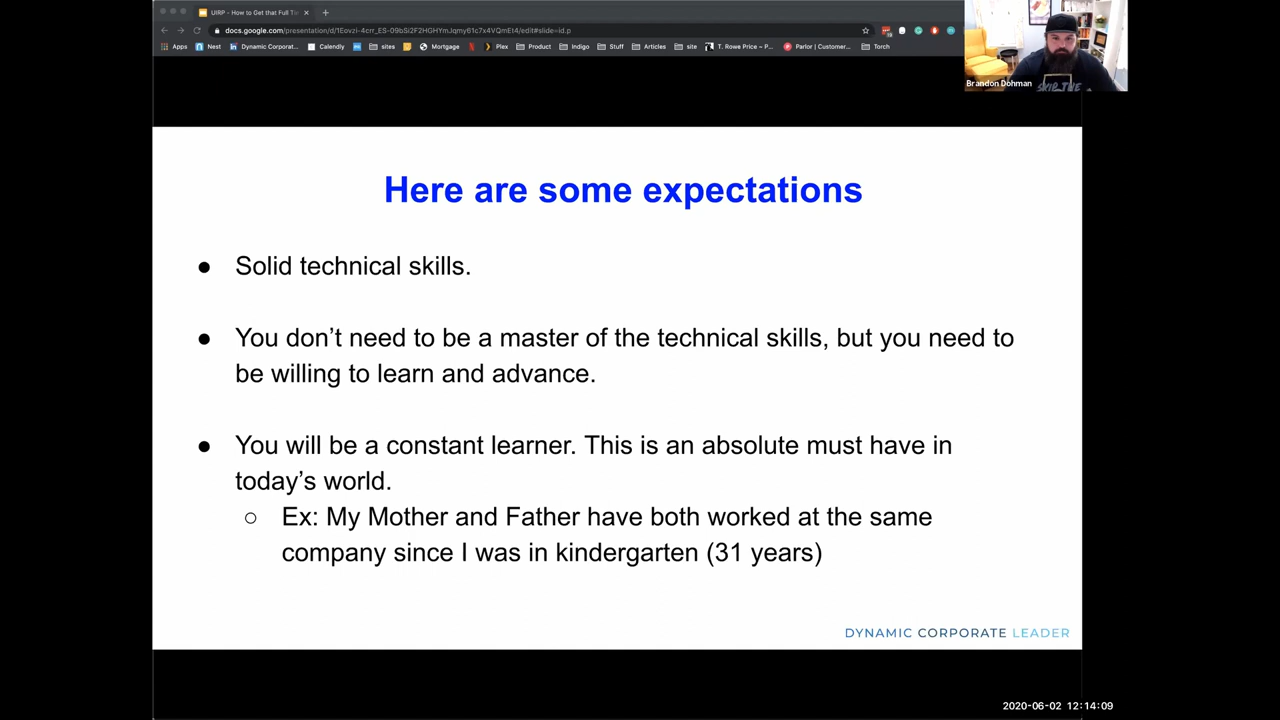 UIRP - How to Get that Full Ti
docs.google.com/presentation/d/1Eovzi-4crr_ES-09bSi2F2HGHYmJqmy61c7x4VQmEt4/edit#slide=id.p
Apps Nest Dynamic Corporat... Calendly sites Mortgage Plex Product Indigo Stuff Articles site T. Rowe Price – P... Parlor | Customer... Torch
Brandon Dohman
SKIP THE
Here are some expectations
● Solid technical skills.
● You don’t need to be a master of the technical skills, but you need to
be willing to learn and advance.
● You will be a constant learner. This is an absolute must have in
today’s world.
○ Ex: My Mother and Father have both worked at the same
company since I was in kindergarten (31 years)
DYNAMIC CORPORATE LEADER
2020-06-02 12:14:09